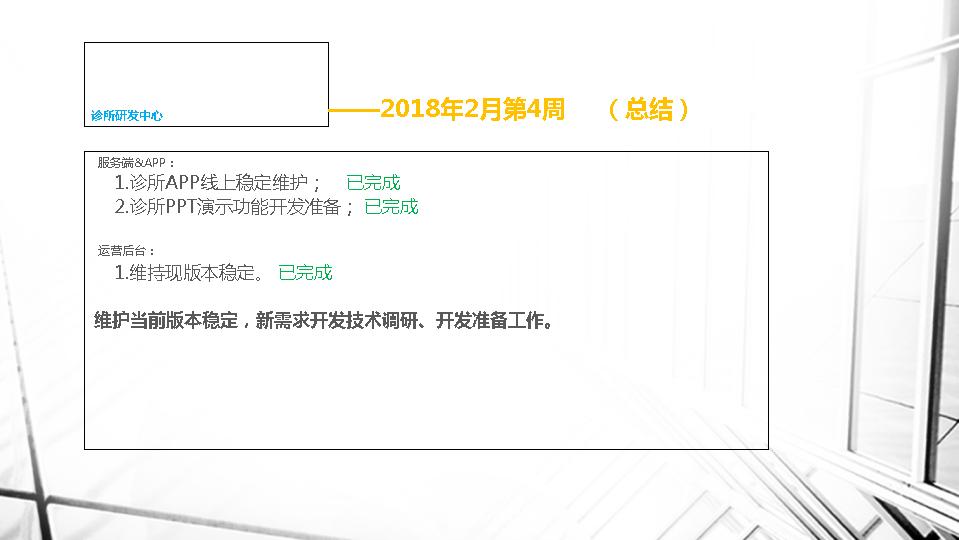 诊所研发中心
——2018年2月第4周 （总结）
服务端&APP：
1.诊所APP线上稳定维护； 已完成
2.诊所PPT演示功能开发准备； 已完成
运营后台：
1.维持现版本稳定。 已完成
维护当前版本稳定，新需求开发技术调研、开发准备工作。